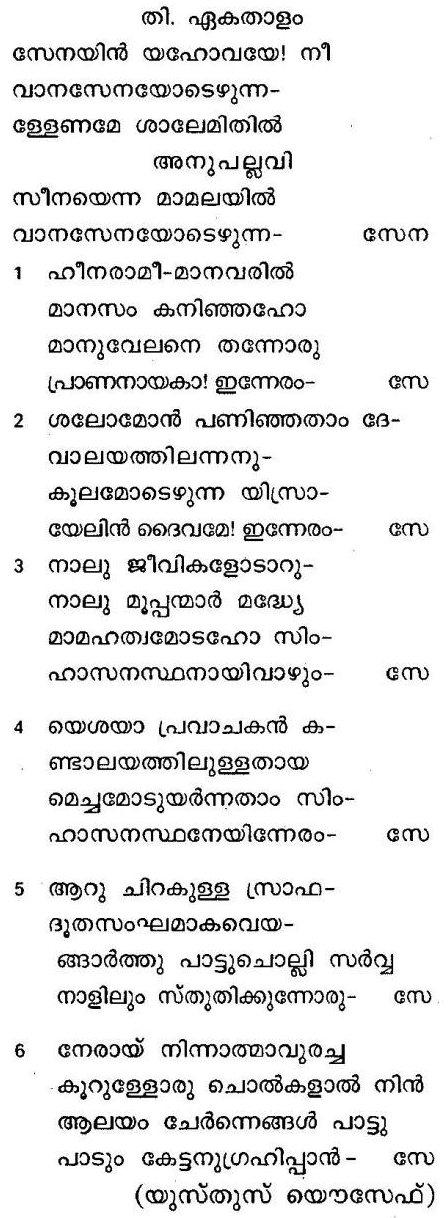 തി. ഏകതാളം
സേനയിൻ യഹോവയേ! നീ
വാനസേനയോടെഴുന്ന-
ള്ളേണമേ ശാലേമിതിൽ
അനുപല്ലവി
സീനയെന്ന മാമലയിൽ
വാനസേനയോടെഴുന്ന- സേന
1 ഹീനരാമീ-മാനവരിൽ
മാനസം കനിഞ്ഞഹോ
മാനുവേലനെ തന്നോരു
പ്രാണനായകാ! ഇന്നേരം- സേ
2 ശലോമോൻ പണിഞ്ഞതാം ദേ-
വാലയത്തിലന്നനു-
കൂലമോടെഴുന്ന യിസ്രാ-
യേലിൻ ദൈവമേ! ഇന്നേരം- സേ
3 നാലു ജീവികളോടാറു-
നാലു മൂപ്പന്മാർ മദ്ധ്യേ
മാമഹത്വമോടഹോ സിം-
ഹാസനസ്ഥനായിവാഴും- സേ
4 യെശയാ പ്രവാചകൻ ക-
ണ്ടാലയത്തിലുള്ളതായ
മെച്ചമോടുയർന്നതാം സിം-
ഹാസനസ്ഥനേയിന്നേരം- സേ
5 ആറു ചിറകുള്ള സ്രാഫ-
ദൂതസംഘമാകവെയ-
ങ്ങാർത്തു പാട്ടുചൊല്ലി സർവ്വ
നാളിലും സ്തുതിക്കുന്നോരു- സേ
6 നേരായ് നിന്നാത്മാവുരച്ച
കൂറുള്ളോരു ചൊൽകളാൽ നിൻ
ആലയം ചേർന്നെങ്ങൾ പാട്ടു
പാടും കേട്ടനുഗ്രഹിപ്പാൻ- സേ
(യുസ്തുസ് യൌസേഫ്)